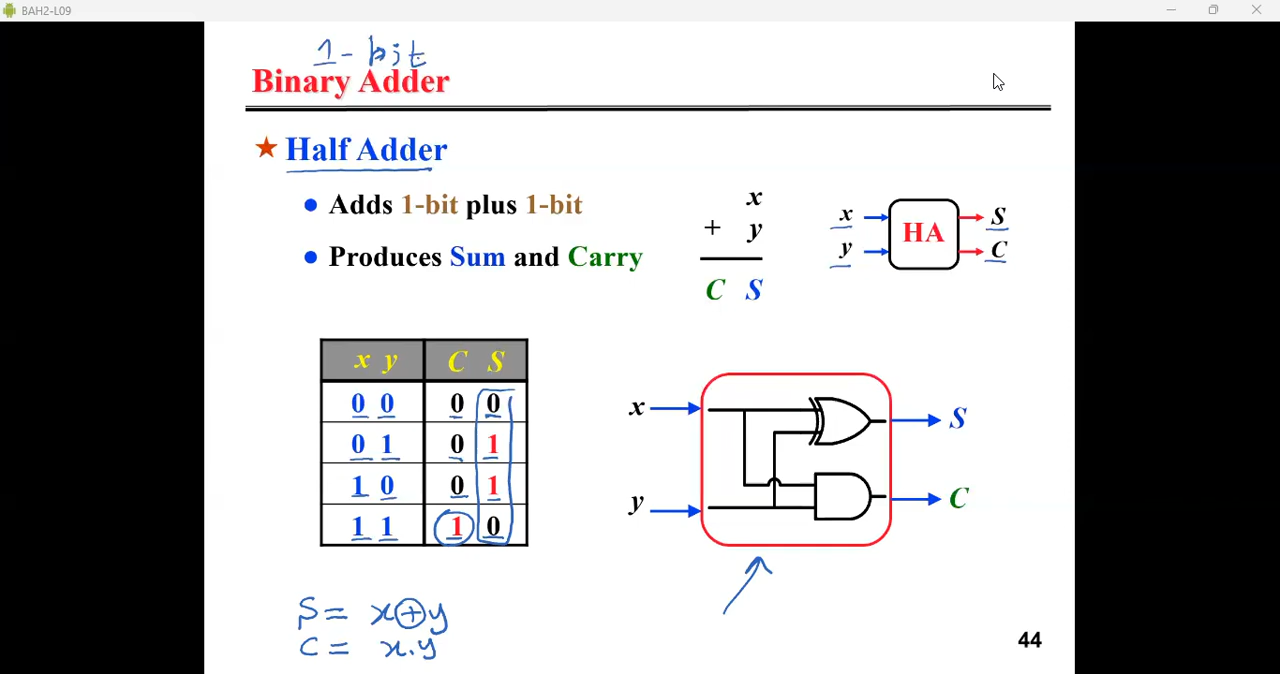 BAH2-L09
1-bit
Binary Adder
★ Half Adder
• Adds 1-bit plus 1-bit
• Produces Sum and Carry
x
+ y
C S
x
y
HA
S
C
x y C S
0 0 0 0
0 1 0 1
1 0 0 1
1 1 1 0
x
y
S
C
S = x⊕y
C = x.y
44